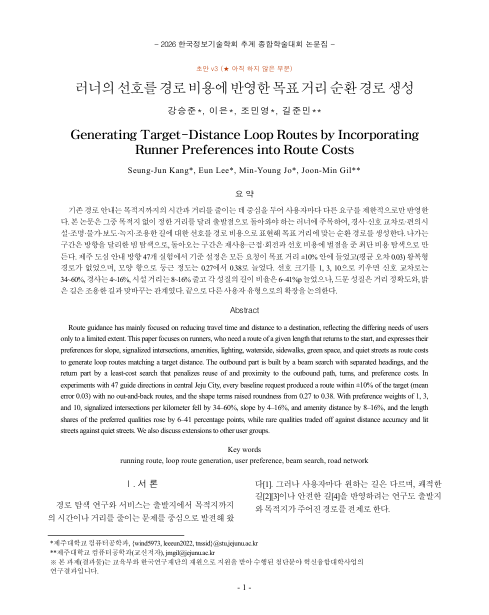 - 2026 한국정보기술학회 추계 종합학술대회 논문집 -
초안 v3 (★ 아직 하지 않은 부분)
러너의 선호를 경로 비용에 반영한 목표 거리 순환 경로 생성
강승준*, 이은*, 조민영*, 길준민**
Generating Target-Distance Loop Routes by Incorporating
Runner Preferences into Route Costs
Seung-Jun Kang*, Eun Lee*, Min-Young Jo*, Joon-Min Gil**
요 약
기존 경로 안내는 목적지까지의 시간과 거리를 줄이는 데 중심을 두어 사용자마다 다른 요구를 제한적으로만 반영한
다. 본 논문은 그중 목적지 없이 정한 거리를 달려 출발점으로 돌아와야 하는 러너에 주목하여, 경사·신호 교차로·편의시
설·조명·물가·보도·녹지·조용한 길에 대한 선호를 경로 비용으로 표현해 목표 거리에 맞는 순환 경로를 생성한다. 나가는
구간은 방향을 달리한 빔 탐색으로, 돌아오는 구간은 재사용·근접·회전과 선호 비용에 벌점을 준 최단 비용 탐색으로 만
든다. 제주 도심 안내 방향 47개 실험에서 기준 설정은 모든 요청이 목표 거리 ±10% 안에 들었고(평균 오차 0.03) 왕복형
경로가 없었으며, 모양 항으로 둥근 정도는 0.27에서 0.38로 늘었다. 선호 크기를 1, 3, 10으로 키우면 신호 교차로는
34–60%, 경사는 4–16%, 시설 거리는 8–16% 줄고 각 성질의 길이 비율은 6–41%p 늘었으나, 드문 성질은 거리 정확도와, 밝
은 길은 조용한 길과 맞바꾸는 관계였다. 끝으로 다른 사용자 유형으로의 확장을 논의한다.
Abstract
Route guidance has mainly focused on reducing travel time and distance to a destination, reflecting the differing needs of users
only to a limited extent. This paper focuses on runners, who need a route of a given length that returns to the start, and expresses their
preferences for slope, signalized intersections, amenities, lighting, waterside, sidewalks, green space, and quiet streets as route costs
to generate loop routes matching a target distance. The outbound part is built by a beam search with separated headings, and the
return part by a least-cost search that penalizes reuse of and proximity to the outbound path, turns, and preference costs. In
experiments with 47 guide directions in central Jeju City, every baseline request produced a route within ±10% of the target (mean
error 0.03) with no out-and-back routes, and the shape terms raised roundness from 0.27 to 0.38. With preference weights of 1, 3,
and 10, signalized intersections per kilometer fell by 34–60%, slope by 4–16%, and amenity distance by 8–16%, and the length
shares of the preferred qualities rose by 6–41 percentage points, while rare qualities traded off against distance accuracy and lit
streets against quiet streets. We also discuss extensions to other user groups.
Key words
running route, loop route generation, user preference, beam search, road network
Ⅰ. 서 론
경로 탐색 연구와 서비스는 출발지에서 목적지까지
의 시간이나 거리를 줄이는 문제를 중심으로 발전해 왔
다[1]. 그러나 사용자마다 원하는 길은 다르며, 쾌적한
길[2][3]이나 안전한 길[4]을 반영하려는 연구도 출발지
와 목적지가 주어진 경로를 전제로 한다.
* 제주대학교 컴퓨터공학과, {wind5973, leeeun2022, tnssid}@stu.jejunu.ac.kr
** 제주대학교 컴퓨터공학과(교신저자), jmgil@jejunu.ac.kr
※ 본 과제(결과물)는 교육부와 한국연구재단의 재원으로 지원을 받아 수행된 첨단분야 혁신융합대학사업의
연구결과입니다.
- 1 -